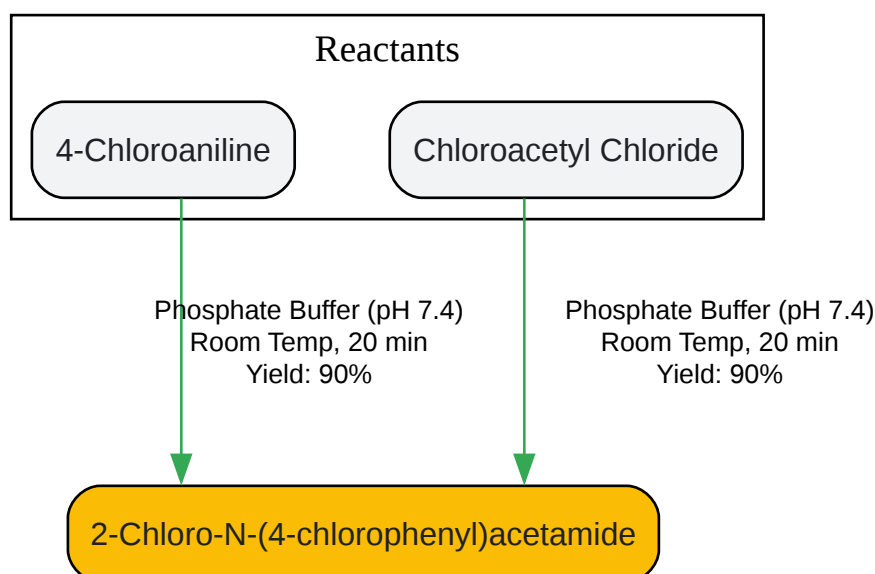 Reactants
4-Chloroaniline
Chloroacetyl Chloride
Phosphate Buffer (pH 7.4)
Room Temp, 20 min
Yield: 90%
Phosphate Buffer (pH 7.4)
Room Temp, 20 min
Yield: 90%
2-Chloro-N-(4-chlorophenyl)acetamide